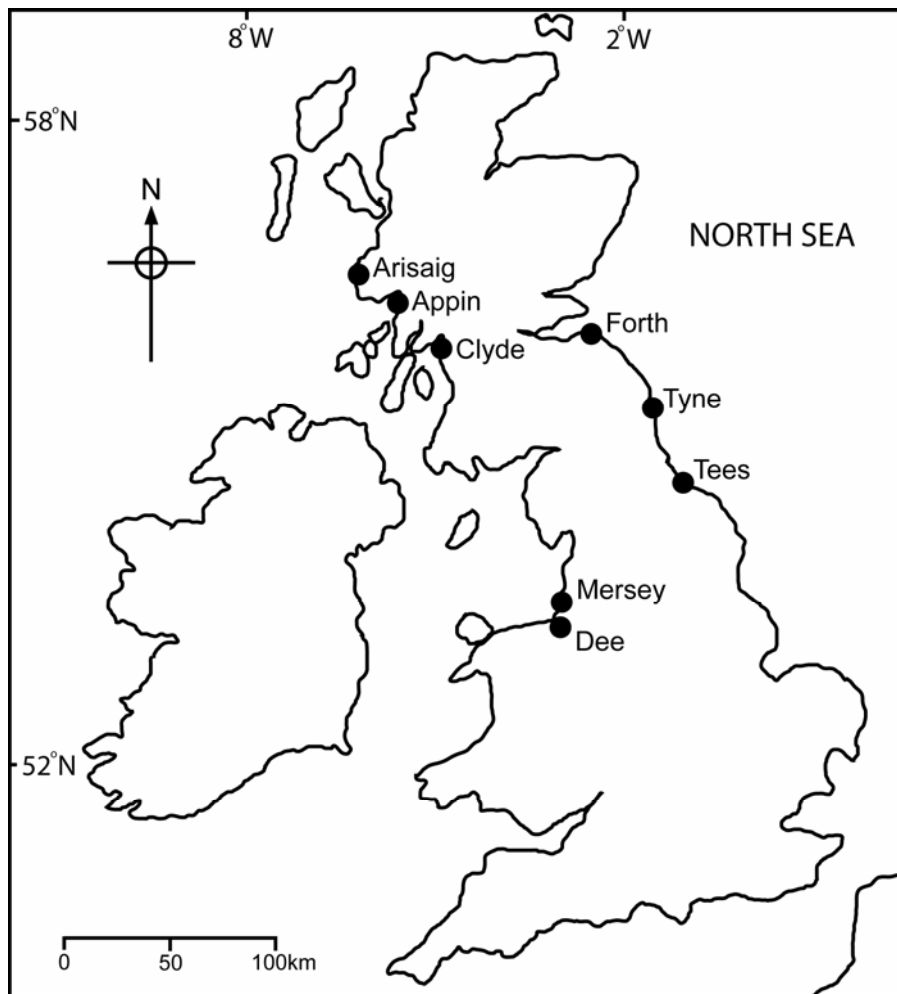 8°W
2°W
58°N
N
NORTH SEA
Arisaig
Appin
Forth
Clyde
Tyne
Tees
Mersey
Dee
52°N
0 50 100km